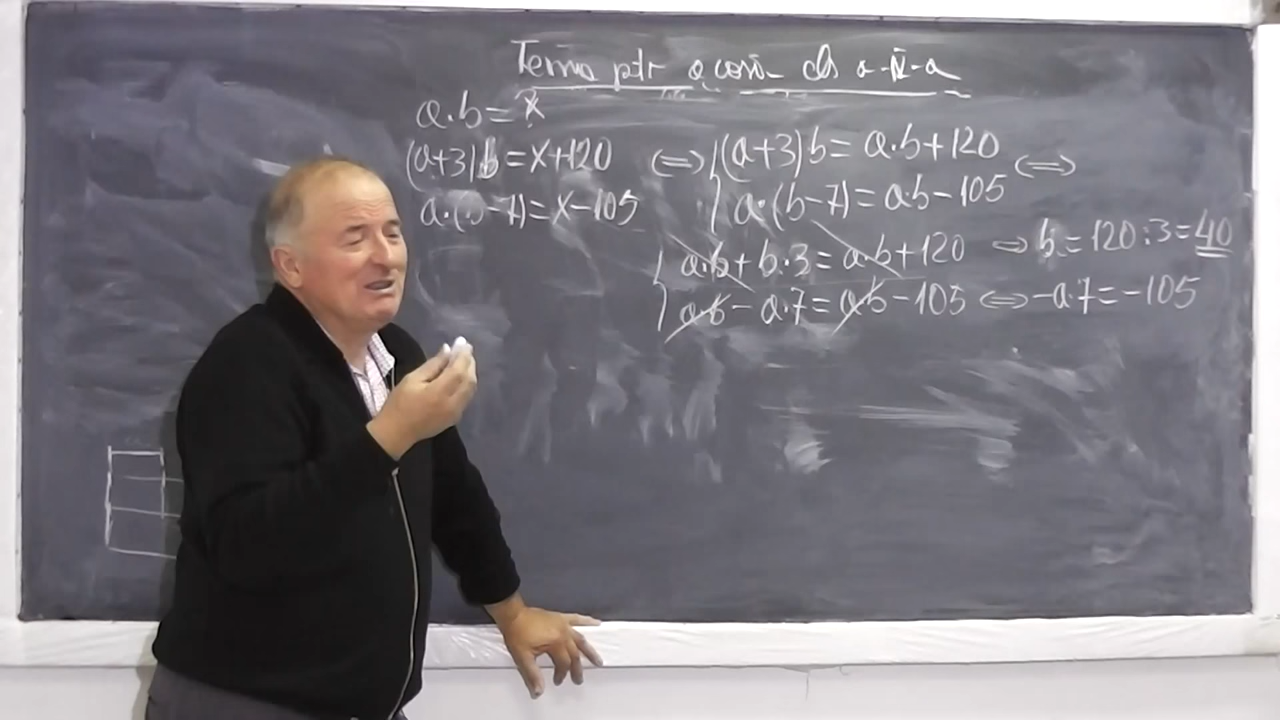 Tema ptr acasă cls a-V-a
a·b=x
(a+3)b=x+120 ⟺ { (a+3)b=a·b+120 ⟺
a·(b-7)=x-105 { a·(b-7)=a·b-105
{ a·b+b·3=a·b+120 ⇒ b=120:3=40
{ a·b-a·7=a·b-105 ⟺ -a·7=-105